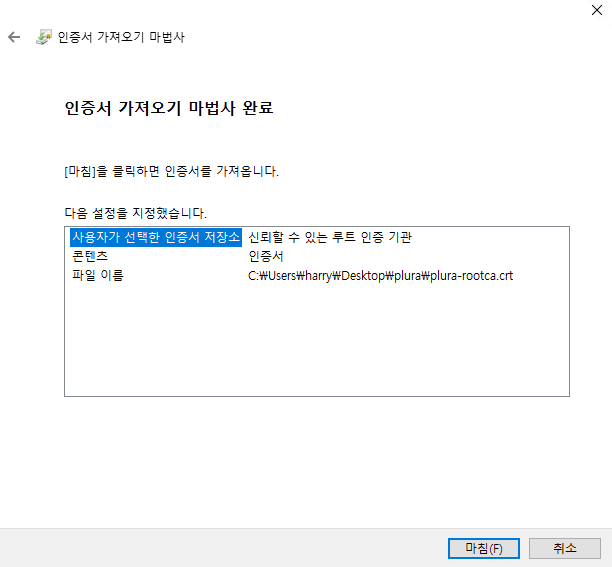 인증서 가져오기 마법사
인증서 가져오기 마법사 완료
[마침]을 클릭하면 인증서를 가져옵니다.
다음 설정을 지정했습니다.
사용자가 선택한 인증서 저장소 신뢰할 수 있는 루트 인증 기관
콘텐츠 인증서
파일 이름 C:₩Users₩harry₩Desktop₩plura₩plura-rootca.crt
마침(F) 취소